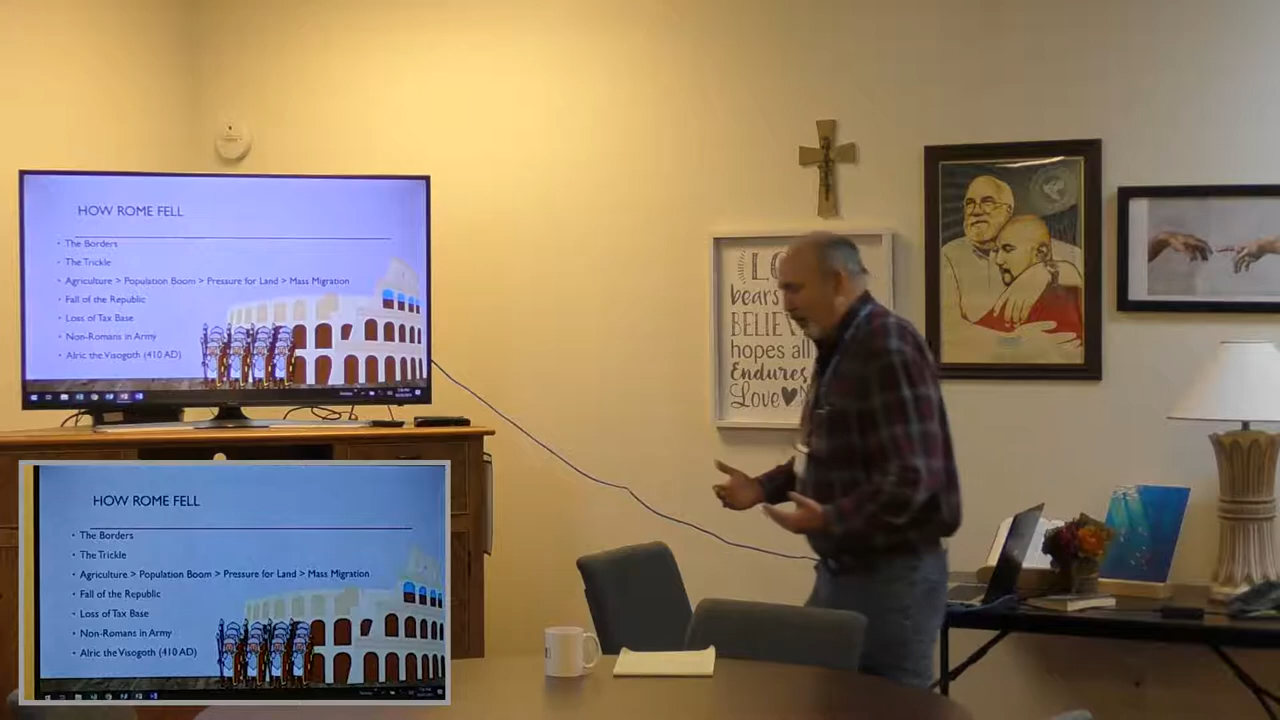 HOW ROME FELL
• The Borders
• The Trickle
• Agriculture > Population Boom > Pressure for Land > Mass Migration
• Fall of the Republic
• Loss of Tax Base
• Non-Romans in Army
• Alric the Visogoth (410 AD)
bears
BELIEV
hopes all
Endures
Love
HOW ROME FELL
• The Borders
• The Trickle
• Agriculture > Population Boom > Pressure for Land > Mass Migration
• Fall of the Republic
• Loss of Tax Base
• Non-Romans in Army
• Alric the Visogoth (410 AD)